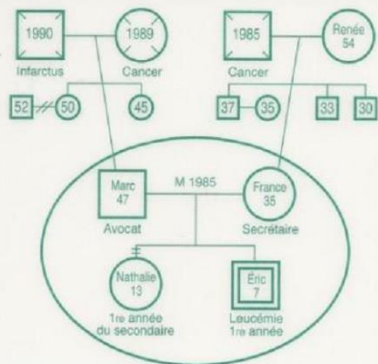 1990
1989
1985
Renée
54
Infarctus
Cancer
Cancer
52
50
45
37
35
33
30
Marc
47
M 1985
France
35
Avocat
Secrétaire
Nathalie
13
Éric
7
1re année
du secondaire
Leucémie
1re année